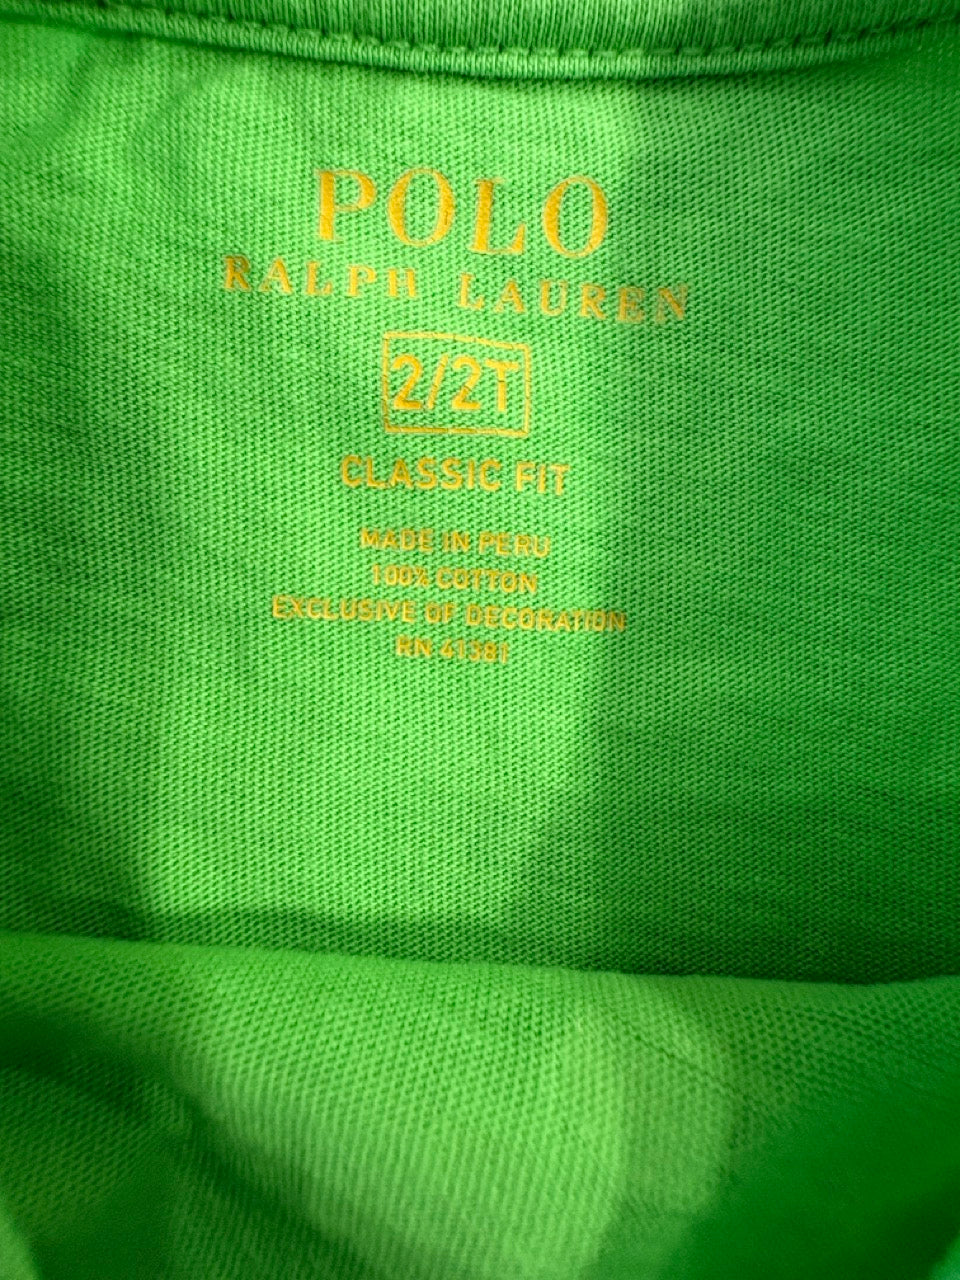 POLO
RALPH LAUREN
2/2T
CLASSIC FIT
MADE IN PERU
100% COTTON
EXCLUSIVE OF DECORATION
RN 41381